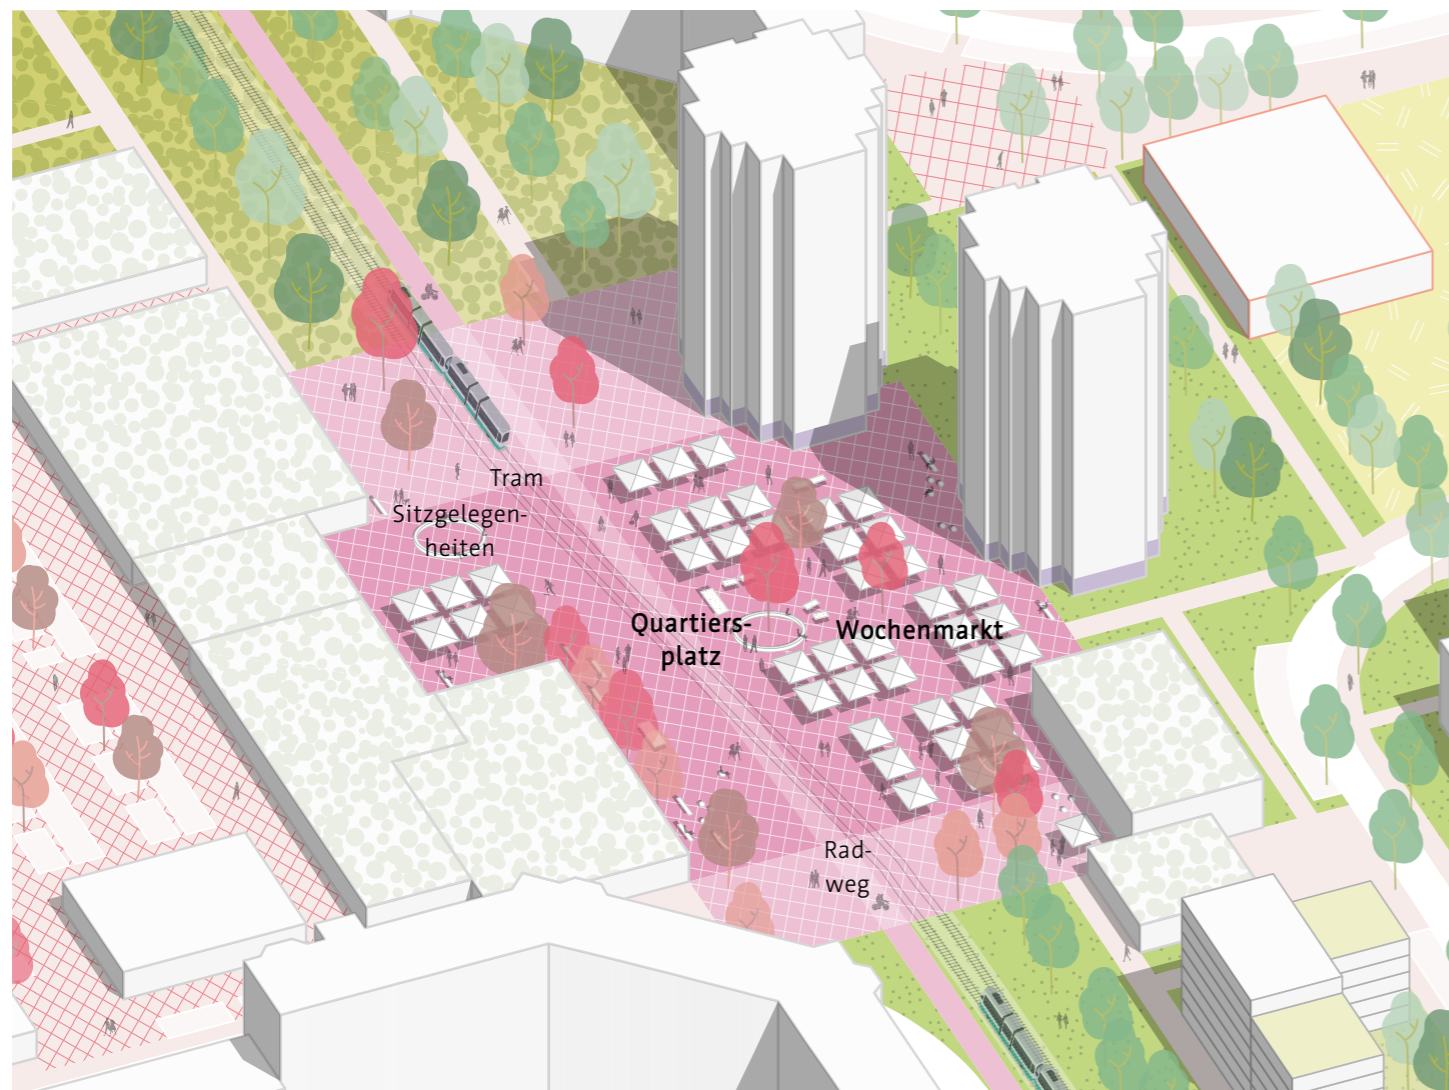 Tram
Sitzgelegen-
heiten
Quartiers-
platz
Wochenmarkt
Rad-
weg